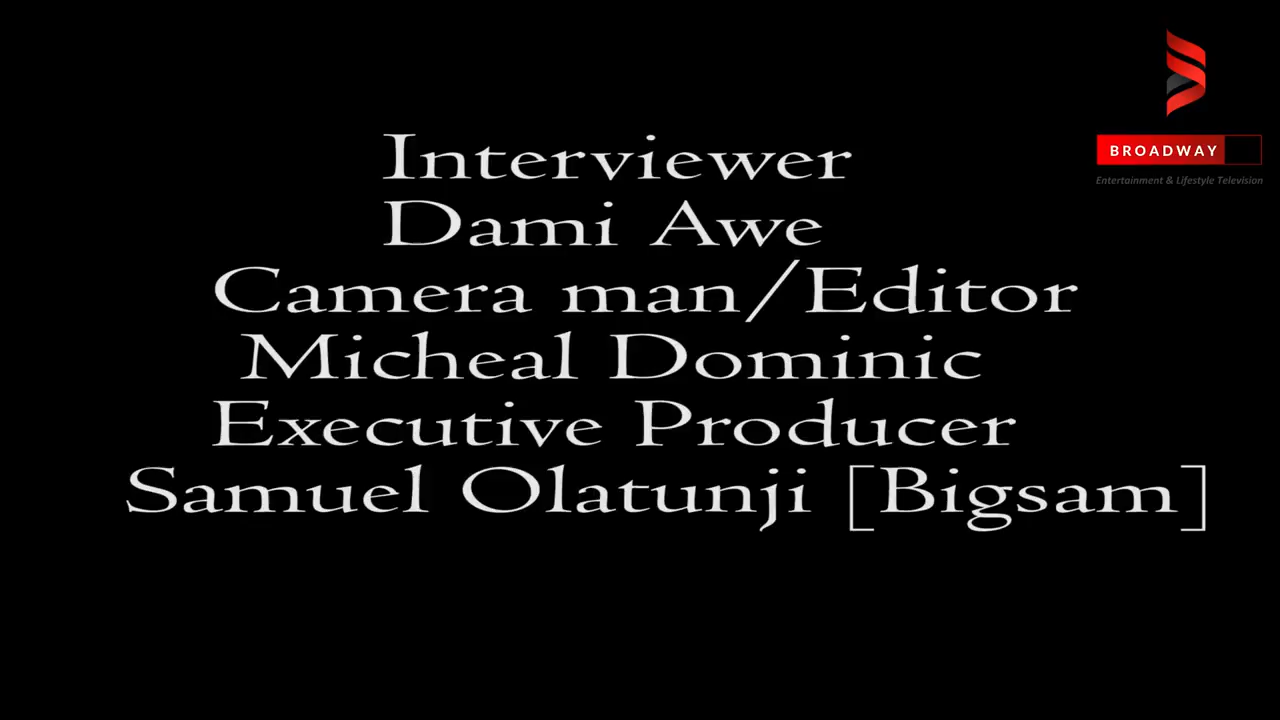 Interviewer
Dami Awe
Camera man/Editor
Micheal Dominic
Executive Producer
Samuel Olatunji [Bigsam]
BROADWAY
Entertainment & Lifestyle Television